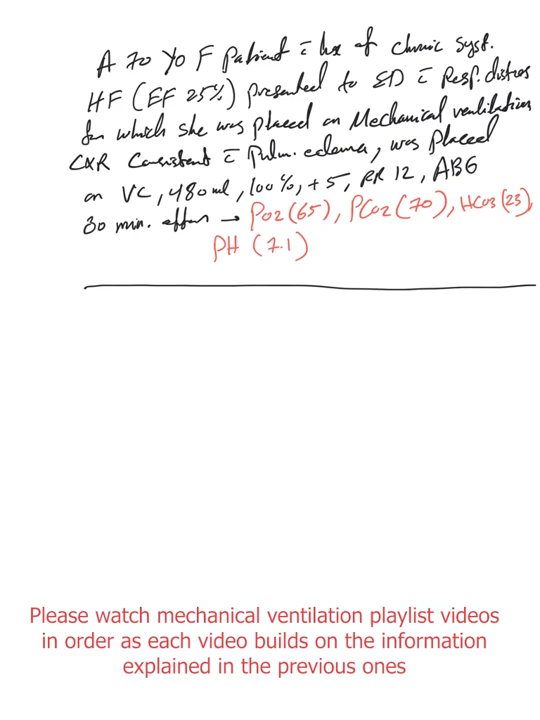 A 70 yo F patient c̄ hx of chronic syst.
HF (EF 25%) presented to ED c̄ Resp. distress
for which she was placed on Mechanical ventilation
CXR Consistent c̄ Pulm. edema, was placed
on VC, 480 ml, 100%, +5, RR 12, ABG
30 min. after → PO2 (65), PCO2 (70), HCO3 (23),
PH (7.1)
Please watch mechanical ventilation playlist videos
in order as each video builds on the information
explained in the previous ones